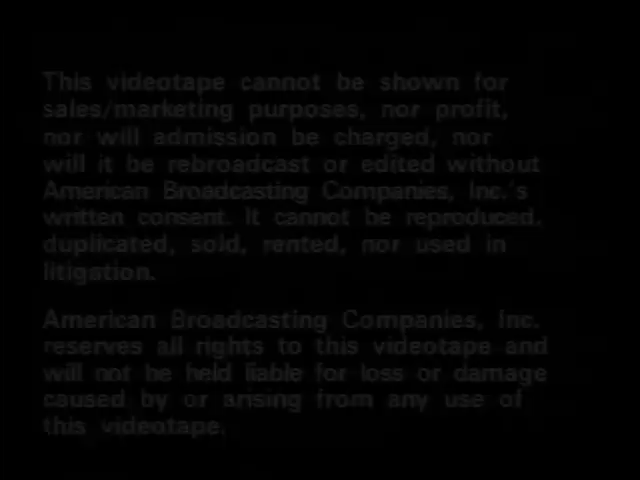 This videotape cannot be shown for
sales/marketing purposes, nor profit,
nor will admission be charged, nor
will it be rebroadcast or edited without
American Broadcasting Companies, Inc.'s
written consent. It cannot be reproduced,
duplicated, sold, rented, nor used in
litigation.
American Broadcasting Companies, Inc.
reserves all rights to this videotape and
will not be held liable for loss or damage
caused by or arising from any use of
this videotape.